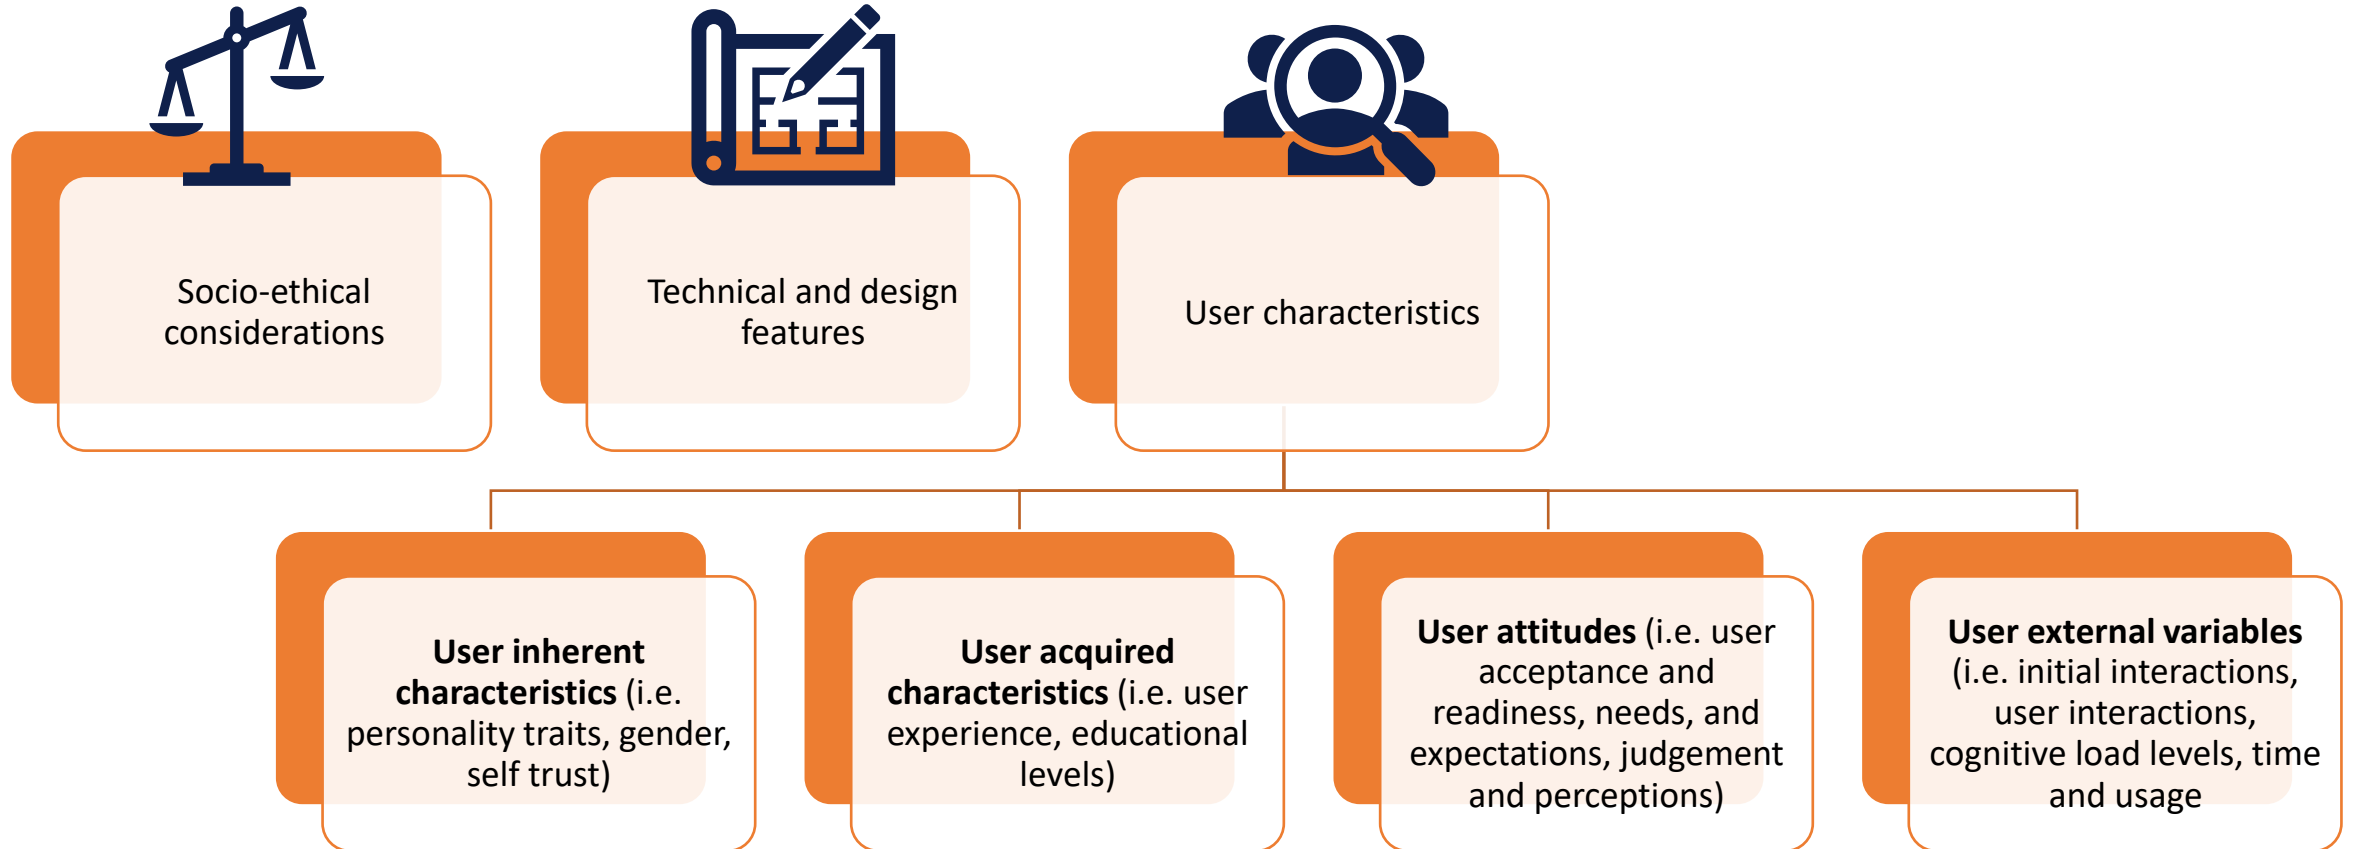 Socio-ethical
considerations
Technical and design
features
User characteristics
User inherent
characteristics (i.e.
personality traits, gender,
self trust)
User acquired
characteristics (i.e. user
experience, educational
levels)
User attitudes (i.e. user
acceptance and
readiness, needs, and
expectations, judgement
and perceptions)
User external variables
(i.e. initial interactions,
user interactions,
cognitive load levels, time
and usage